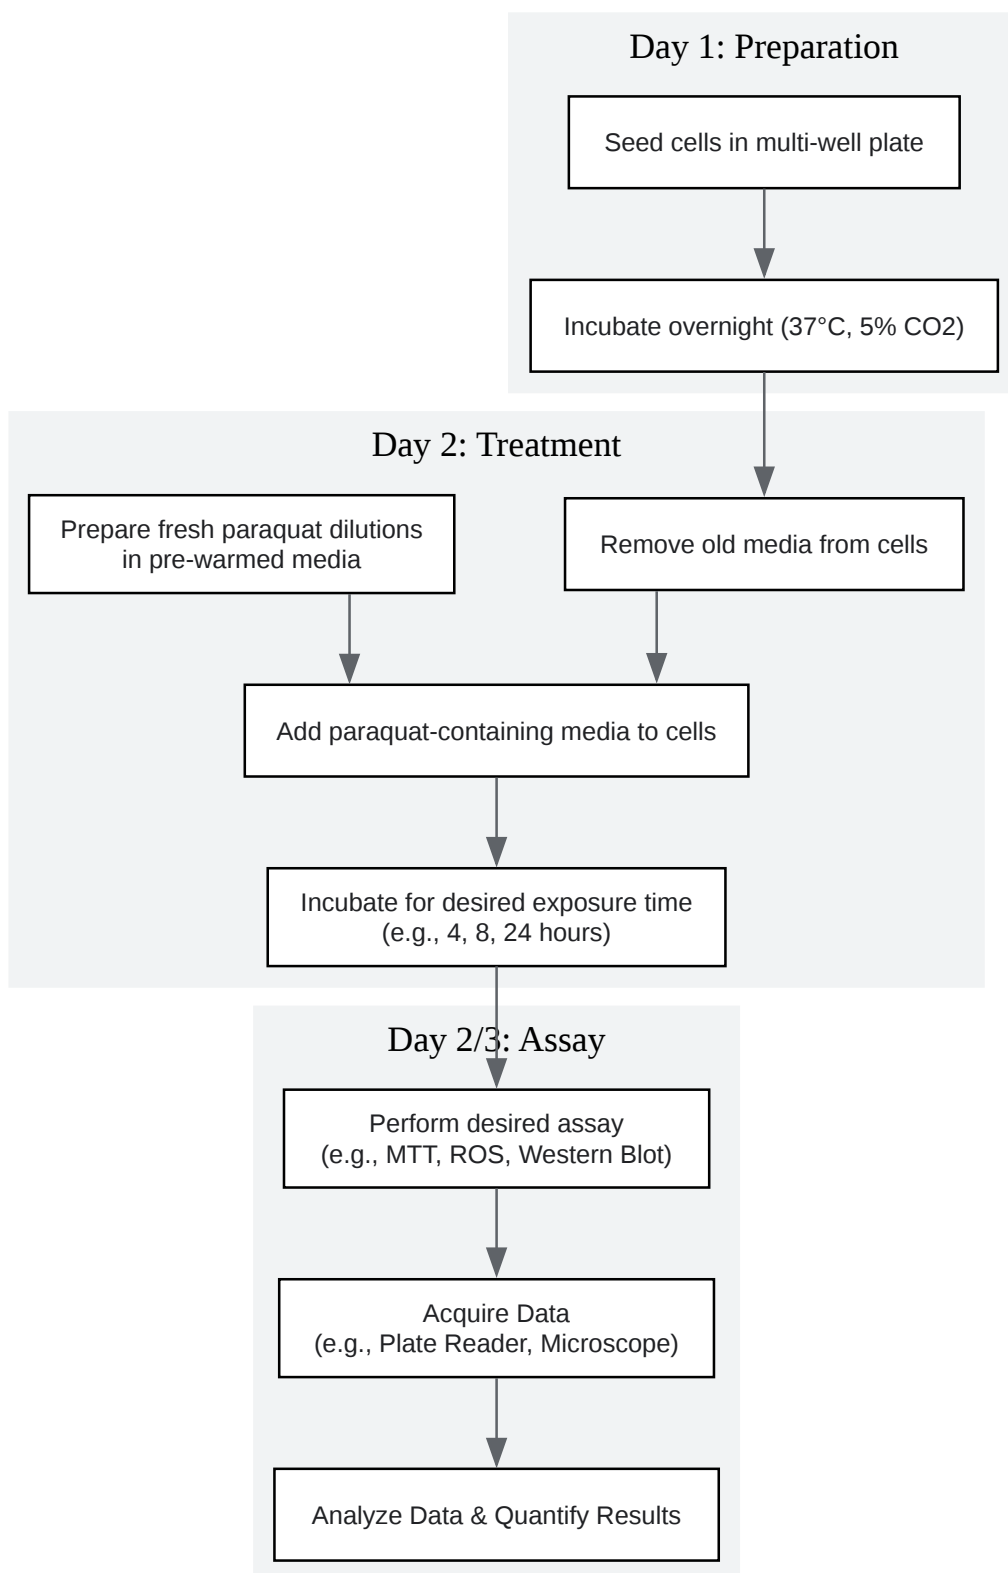 Day 1: Preparation
Seed cells in multi-well plate
Incubate overnight (37°C, 5% CO2)
Day 2: Treatment
Prepare fresh paraquat dilutions
in pre-warmed media
Remove old media from cells
Add paraquat-containing media to cells
Incubate for desired exposure time
(e.g., 4, 8, 24 hours)
Day 2/3: Assay
Perform desired assay
(e.g., MTT, ROS, Western Blot)
Acquire Data
(e.g., Plate Reader, Microscope)
Analyze Data & Quantify Results